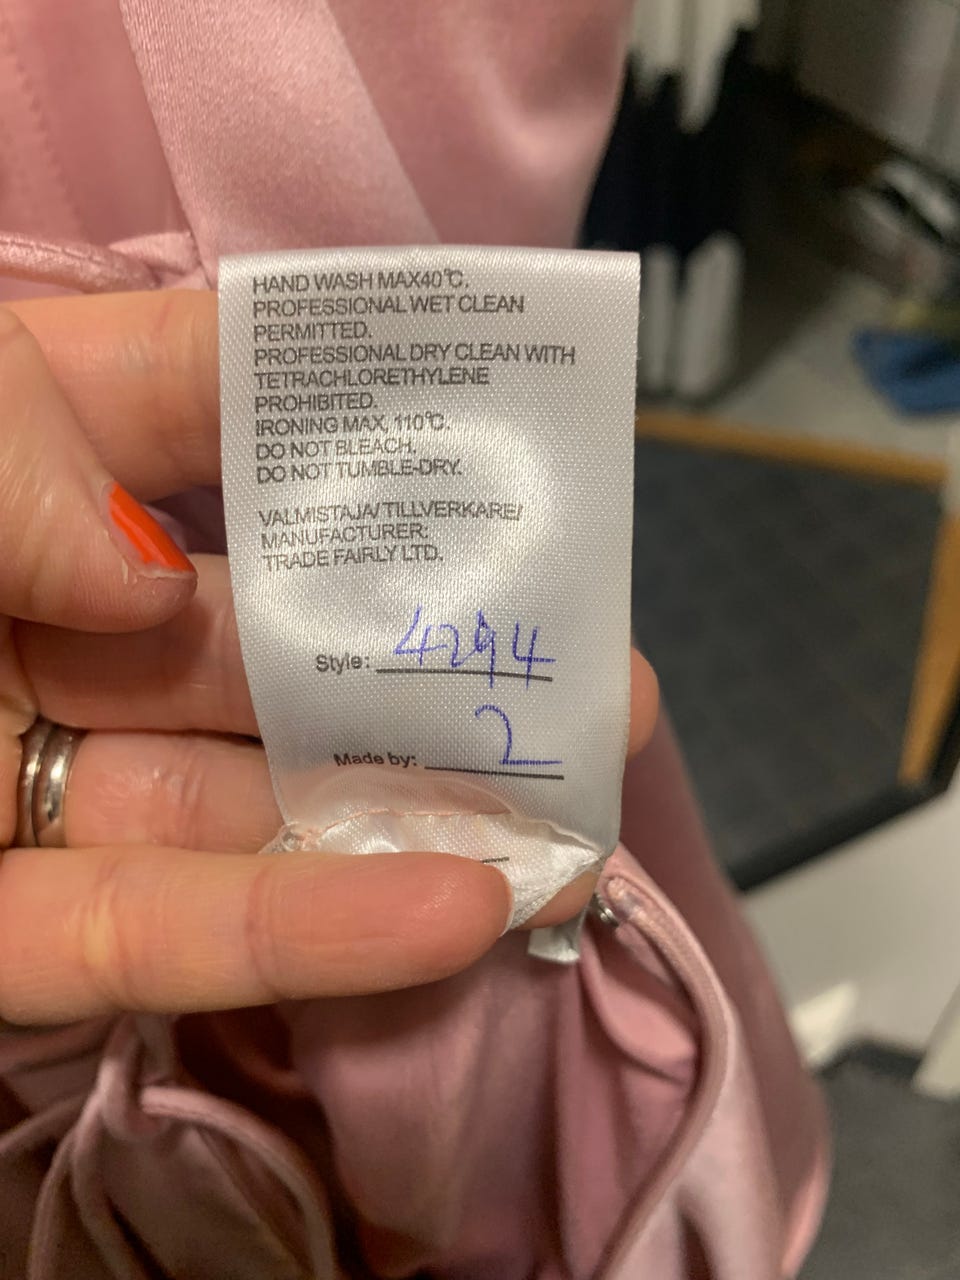 HAND WASH MAX40℃.
PROFESSIONAL WET CLEAN
PERMITTED.
PROFESSIONAL DRY CLEAN WITH
TETRACHLORETHYLENE
PROHIBITED.
IRONING MAX, 110℃.
DO NOT BLEACH.
DO NOT TUMBLE-DRY.
VALMISTAJA/TILLVERKARE/
MANUFACTURER:
TRADE FAIRLY LTD.
Style: 4294
Made by: 2